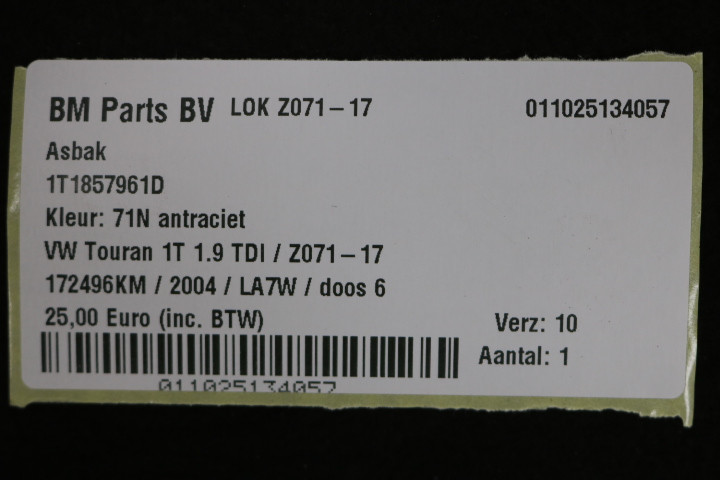 BM Parts BV LOK Z071-17 011025134057
Asbak
1T1857961D
Kleur: 71N antraciet
VW Touran 1T 1.9 TDI / Z071-17
172496KM / 2004 / LA7W / doos 6
25,00 Euro (inc. BTW) Verz: 10
Aantal: 1
011025134057